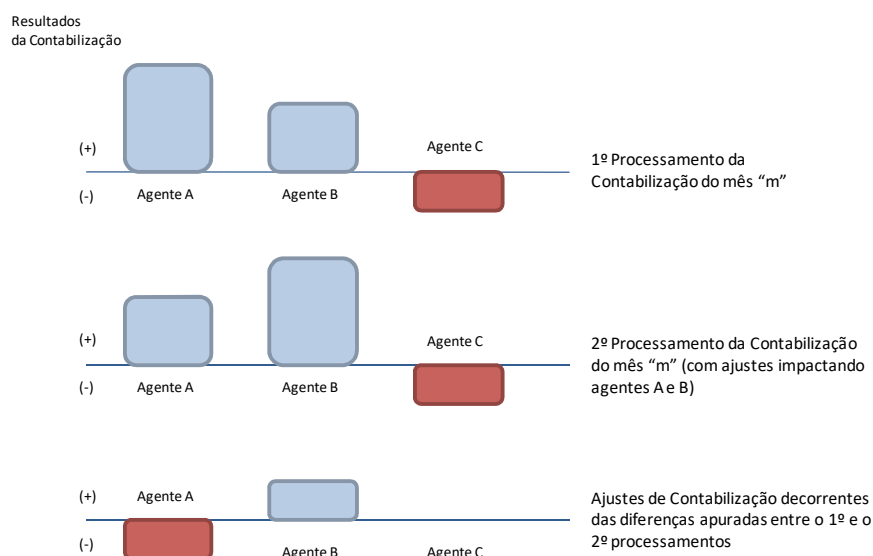 Resultados
da Contabilização
(+)
Agente C
(-)
Agente A
Agente B
1º Processamento da
Contabilização do mês “m”
(+)
Agente C
(-)
Agente A
Agente B
2º Processamento da Contabilização
do mês “m” (com ajustes impactando
agentes A e B)
(+)
Agente A
(-)
Agente B
Agente C
Ajustes de Contabilização decorrentes
das diferenças apuradas entre o 1º e o
2º processamentos